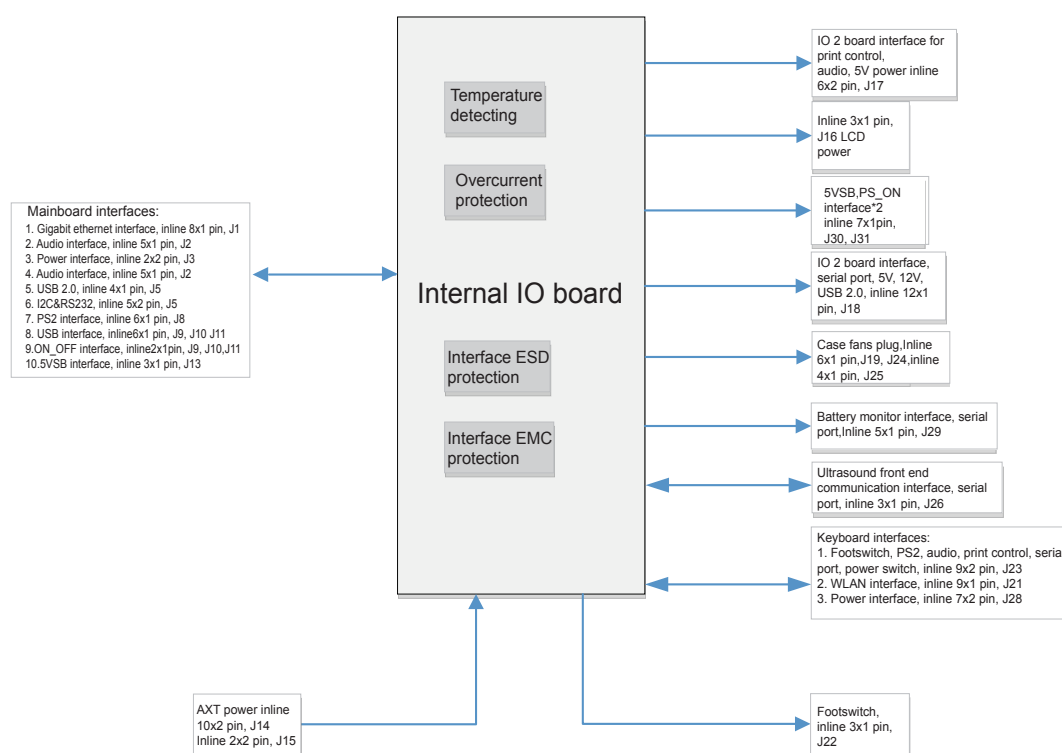 Mainboard interfaces:
1. Gigabit ethernet interface, inline 8x1 pin, J1
2. Audio interface, inline 5x1 pin, J2
3. Power interface, inline 2x2 pin, J3
4. Audio interface, inline 5x1 pin, J2
5. USB 2.0, inline 4x1 pin, J5
6. I2C&RS232, inline 5x2 pin, J5
7. PS2 interface, inline 6x1 pin, J8
8. USB interface, inline6x1 pin, J9, J10 J11
9.ON_OFF interface, inline2x1pin, J9, J10,J11
10.5VSB interface, inline 3x1 pin, J13
Temperature
detecting
Overcurrent
protection
Internal IO board
Interface ESD
protection
Interface EMC
protection
IO 2 board interface for
print control,
audio, 5V power inline
6x2 pin, J17
Inline 3x1 pin,
J16 LCD
power
5VSB,PS_ON
interface*2
inline 7x1pin,
J30, J31
IO 2 board interface,
serial port, 5V, 12V,
USB 2.0, inline 12x1
pin, J18
Case fans plug,Inline
6x1 pin,J19, J24,inline
4x1 pin, J25
Battery monitor interface, serial
port,Inline 5x1 pin, J29
Ultrasound front end
communication interface, serial
port, inline 3x1 pin, J26
Keyboard interfaces:
1. Footswitch, PS2, audio, print control, serial
port, power switch, inline 9x2 pin, J23
2. WLAN interface, inline 9x1 pin, J21
3. Power interface, inline 7x2 pin, J28
AXT power inline
10x2 pin, J14
Inline 2x2 pin, J15
Footswitch,
inline 3x1 pin,
J22